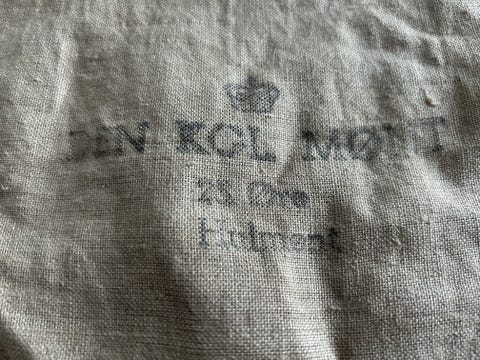 DEN KGL MØNT
25 Øre
Hulmønt